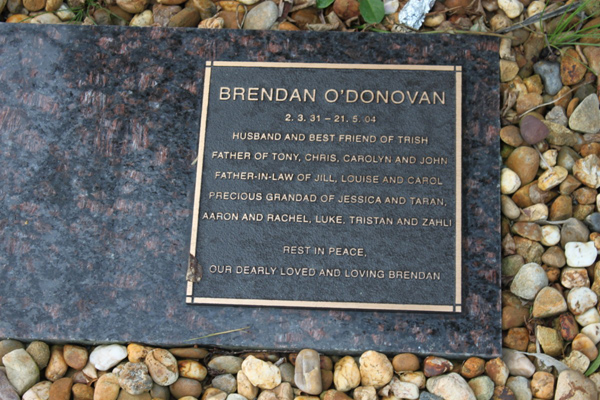 BRENDAN O'DONOVAN
2. 3. 31 – 21. 5. 04
HUSBAND AND BEST FRIEND OF TRISH
FATHER OF TONY, CHRIS, CAROLYN AND JOHN
FATHER-IN-LAW OF JILL, LOUISE AND CAROL
PRECIOUS GRANDAD OF JESSICA AND TARAN,
AARON AND RACHEL, LUKE, TRISTAN AND ZAHLI
REST IN PEACE,
OUR DEARLY LOVED AND LOVING BRENDAN